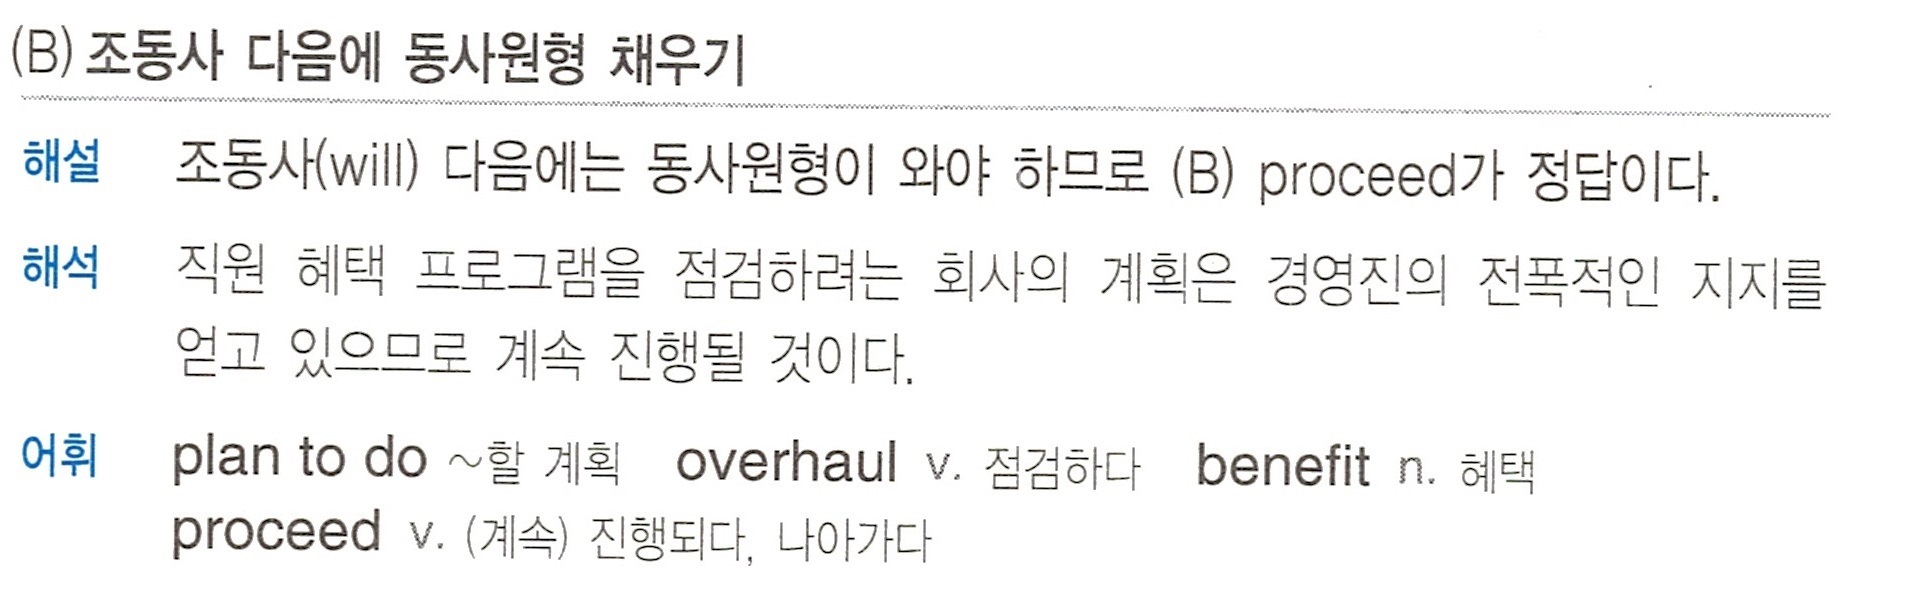 (B) 조동사 다음에 동사원형 채우기
해설 조동사(will) 다음에는 동사원형이 와야 하므로 (B) proceed가 정답이다.
해석 직원 혜택 프로그램을 점검하려는 회사의 계획은 경영진의 전폭적인 지지를
얻고 있으므로 계속 진행될 것이다.
어휘 plan to do ~할 계획 overhaul v. 점검하다 benefit n. 혜택
proceed v. (계속) 진행되다, 나아가다